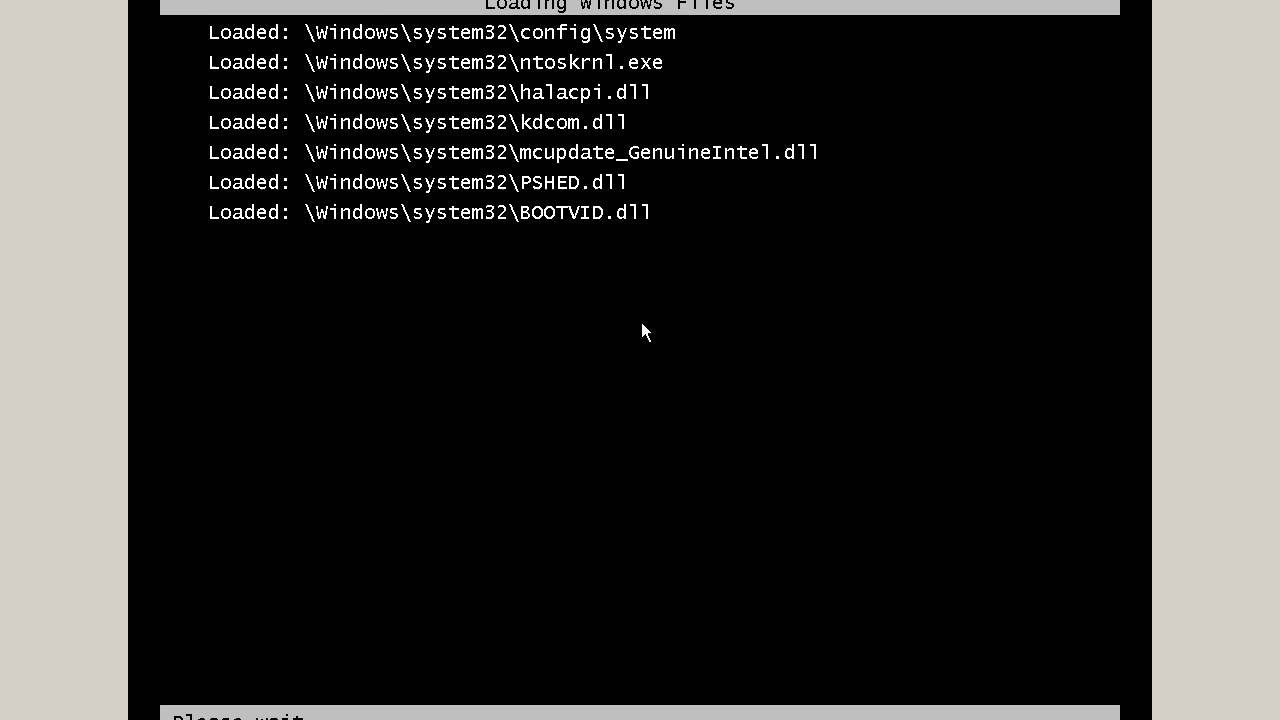 Loading Windows Files
Loaded: \Windows\system32\config\system
Loaded: \Windows\system32\ntoskrnl.exe
Loaded: \Windows\system32\halacpi.dll
Loaded: \Windows\system32\kdcom.dll
Loaded: \Windows\system32\mcupdate_GenuineIntel.dll
Loaded: \Windows\system32\PSHED.dll
Loaded: \Windows\system32\BOOTVID.dll
Please wait